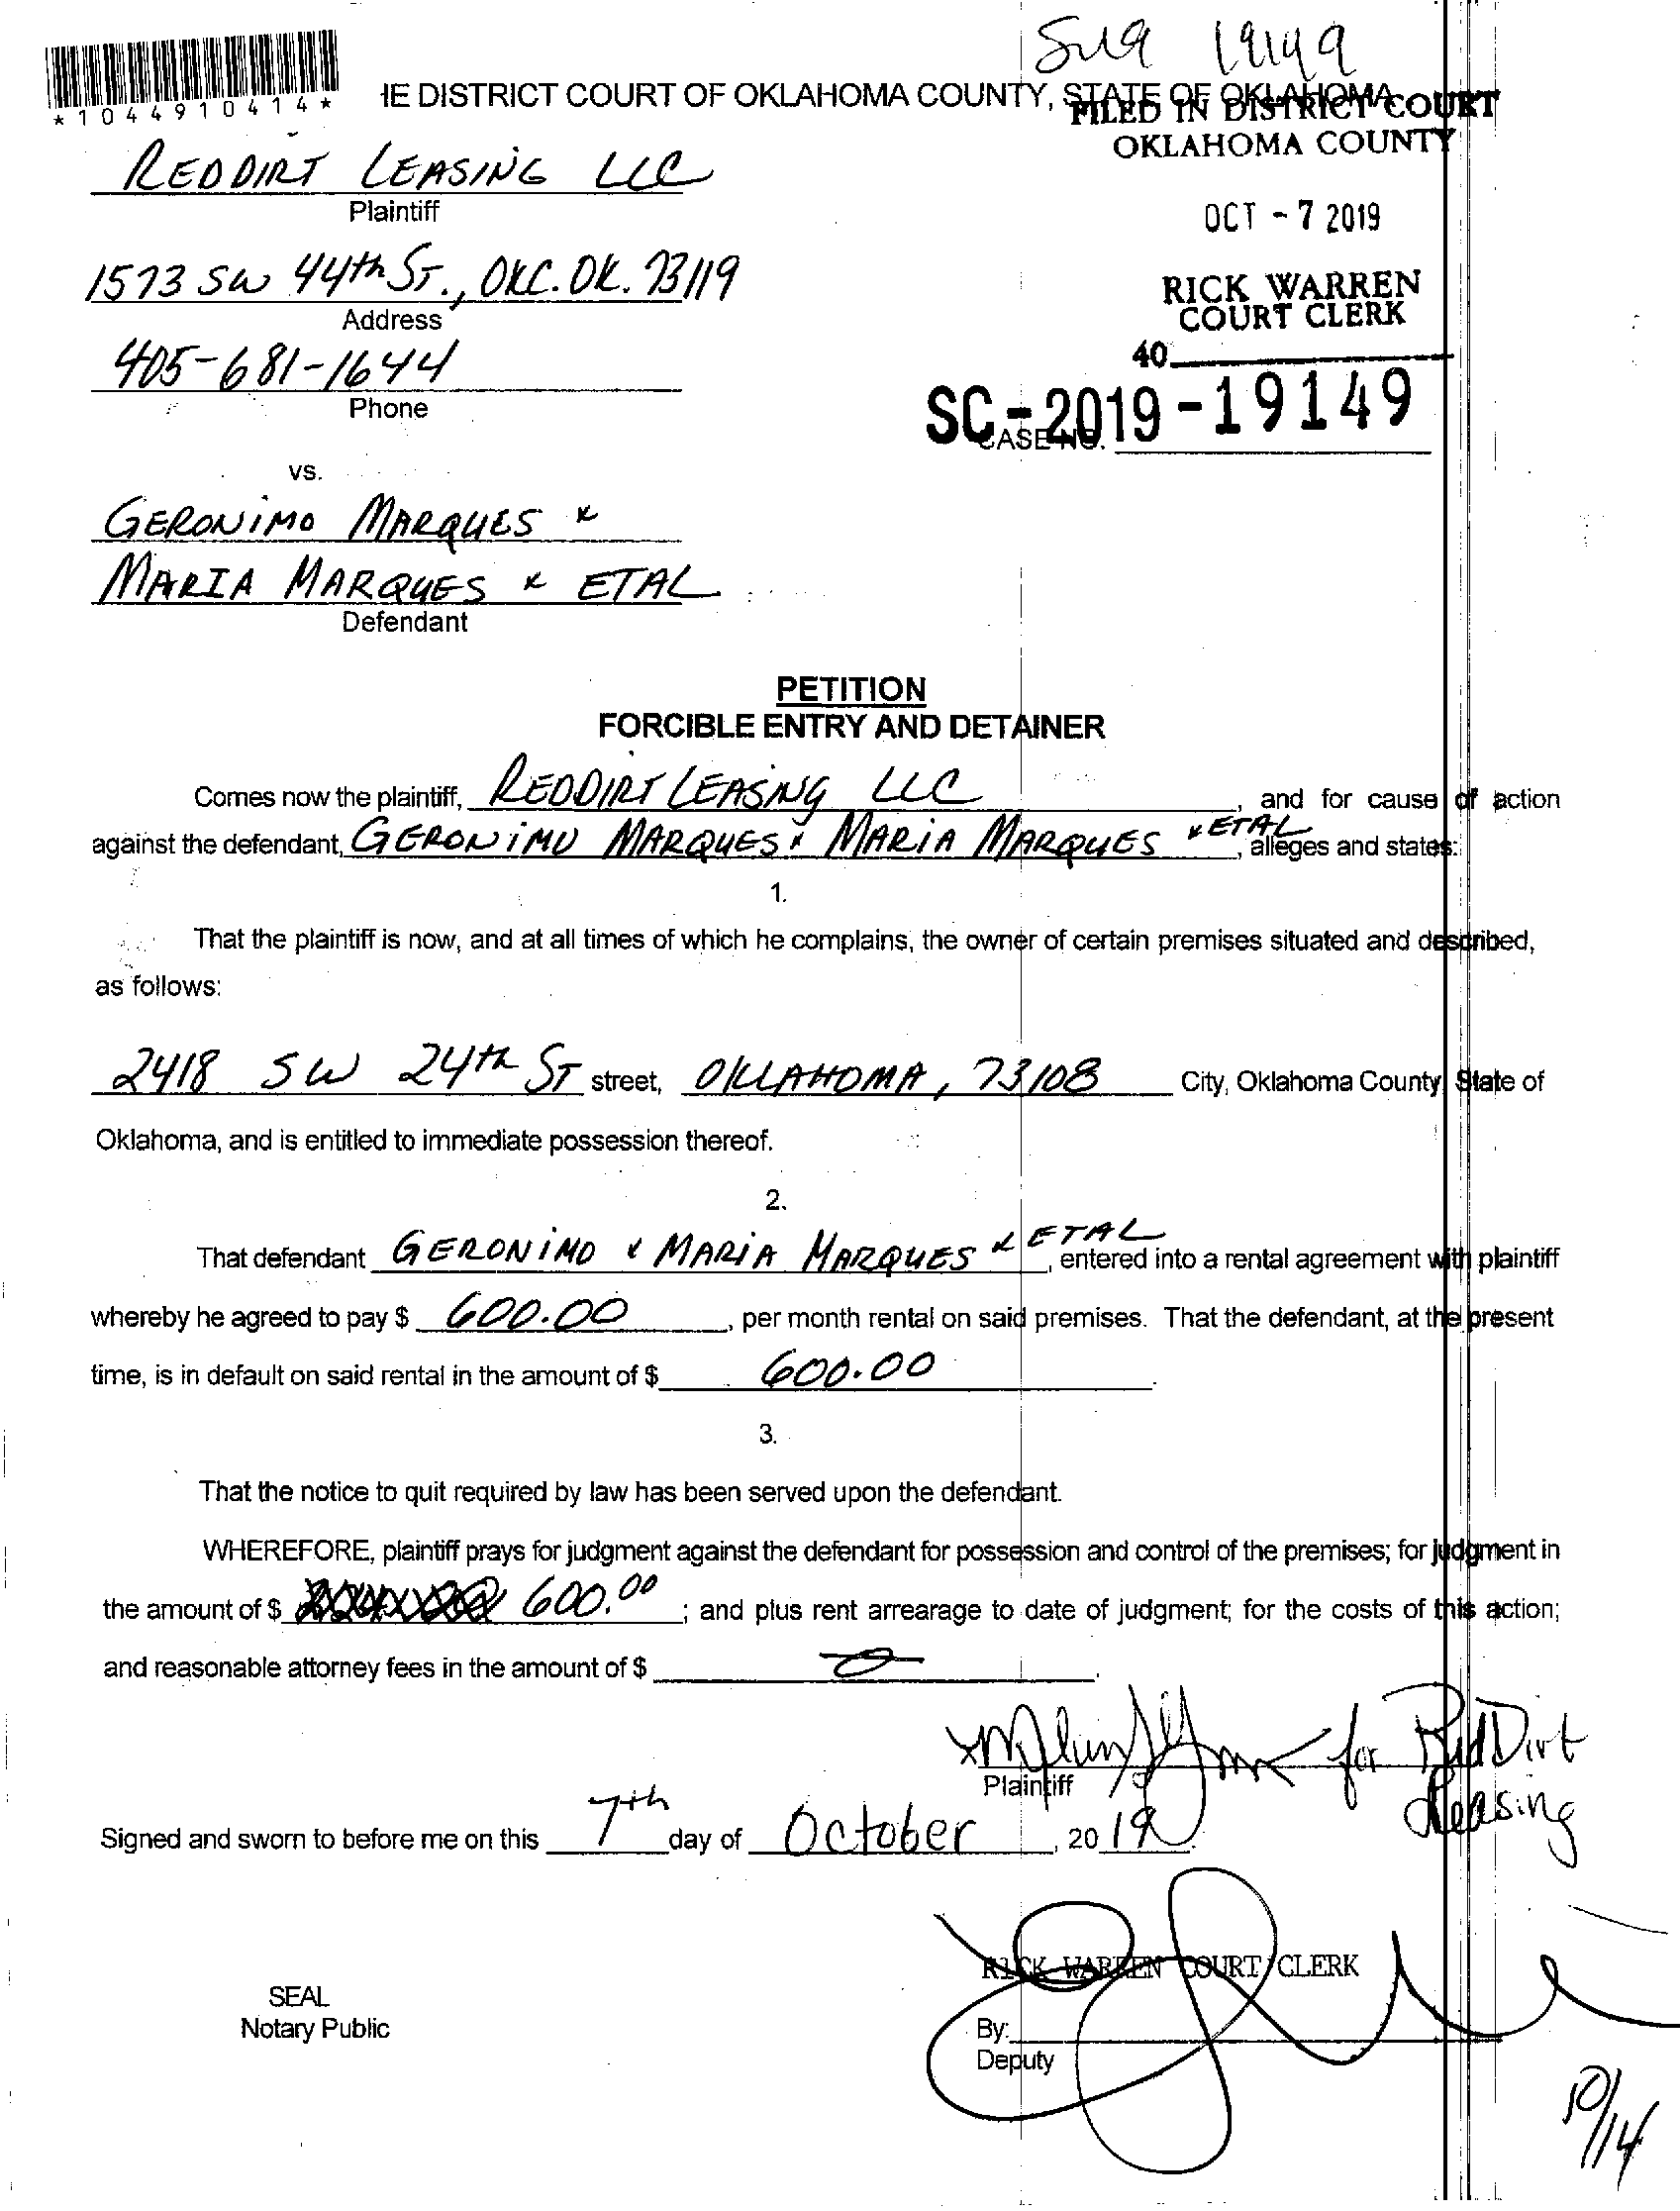 19149
*1044910414*
IE DISTRICT COURT OF OKLAHOMA COUNTY, STATE OF OKLAHOMA
FILED IN DISTRICT COURT
OKLAHOMA COUNTY
REDDIRT LEASING LLC
Plaintiff
OCT - 7 2019
1573 SW 44th ST., OKC. OK. 73119
Address
RICK WARREN
COURT CLERK
405-681-1644
Phone
40
SC-2019-19149
CASE NO.
vs.
GERONIMO MARQUES &
MARIA MARQUES & ETAL
Defendant
PETITION
FORCIBLE ENTRY AND DETAINER
Comes now the plaintiff, REDDIRT LEASING LLC, and for cause of action
against the defendant, GERONIMO MARQUES & MARIA MARQUES & ETAL, alleges and states:
1.
That the plaintiff is now, and at all times of which he complains, the owner of certain premises situated and described,
as follows:
2418 SW 24th ST street, OKLAHOMA, 73108 City, Oklahoma County, State of
Oklahoma, and is entitled to immediate possession thereof.
2.
That defendant GERONIMO & MARIA MARQUES & ETAL, entered into a rental agreement with plaintiff
whereby he agreed to pay $ 600.00, per month rental on said premises. That the defendant, at the present
time, is in default on said rental in the amount of $ 600.00.
3.
That the notice to quit required by law has been served upon the defendant.
WHEREFORE, plaintiff prays for judgment against the defendant for possession and control of the premises; for judgment in
the amount of $ 600.00; and plus rent arrearage to date of judgment; for the costs of this action;
and reasonable attorney fees in the amount of $ 0.
for Red Dirt
Leasing
Plaintiff
Signed and sworn to before me on this 7th day of October, 2019.
RICK WARREN COURT CLERK
SEAL
Notary Public
By:
Deputy
10/14